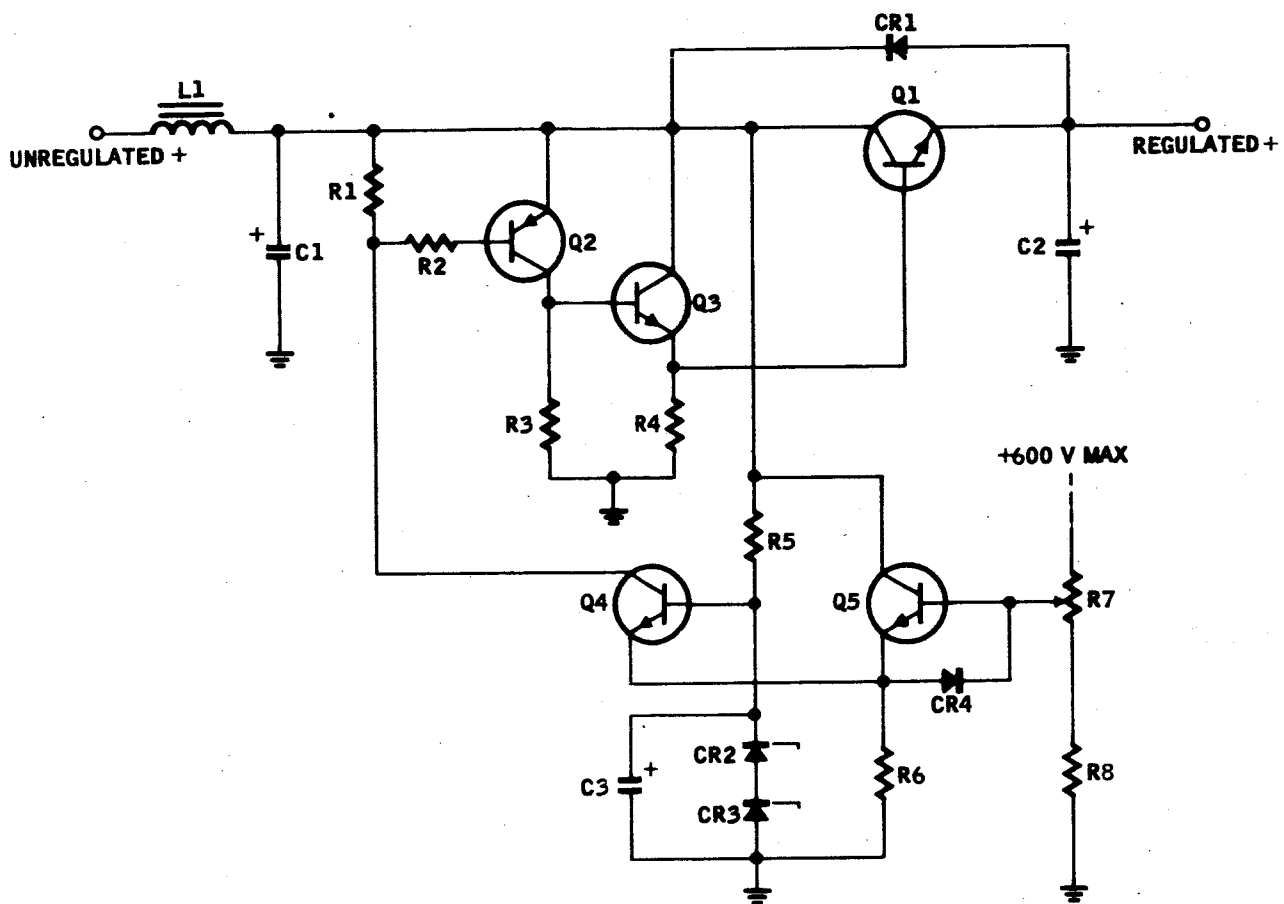 CR1
L1
Q1
UNREGULATED +
REGULATED +
R1
+
C1
R2
Q2
Q3
C2
+
R3
R4
+600 V MAX
R5
Q4
Q5
R7
CR4
CR2
C3
+
R6
R8
CR3